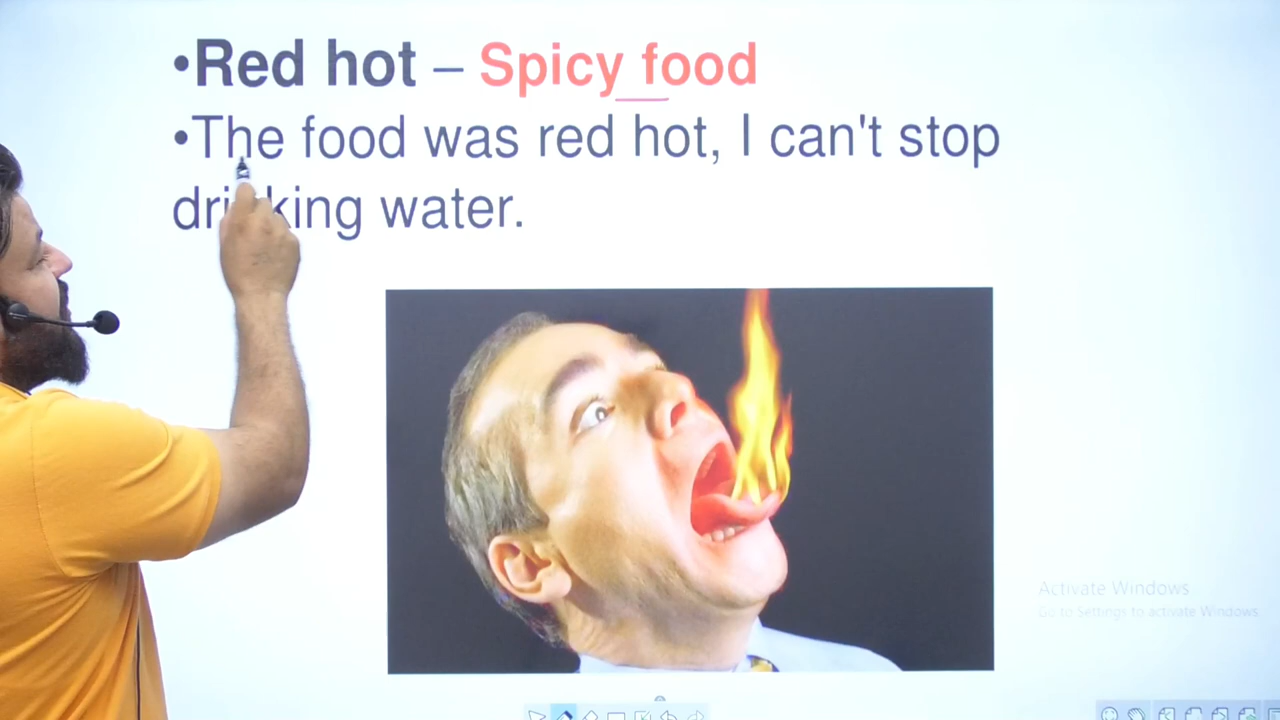 •Red hot – Spicy food
•The food was red hot, I can't stop
drinking water.
Activate Windows
Go to Settings to activate Windows.